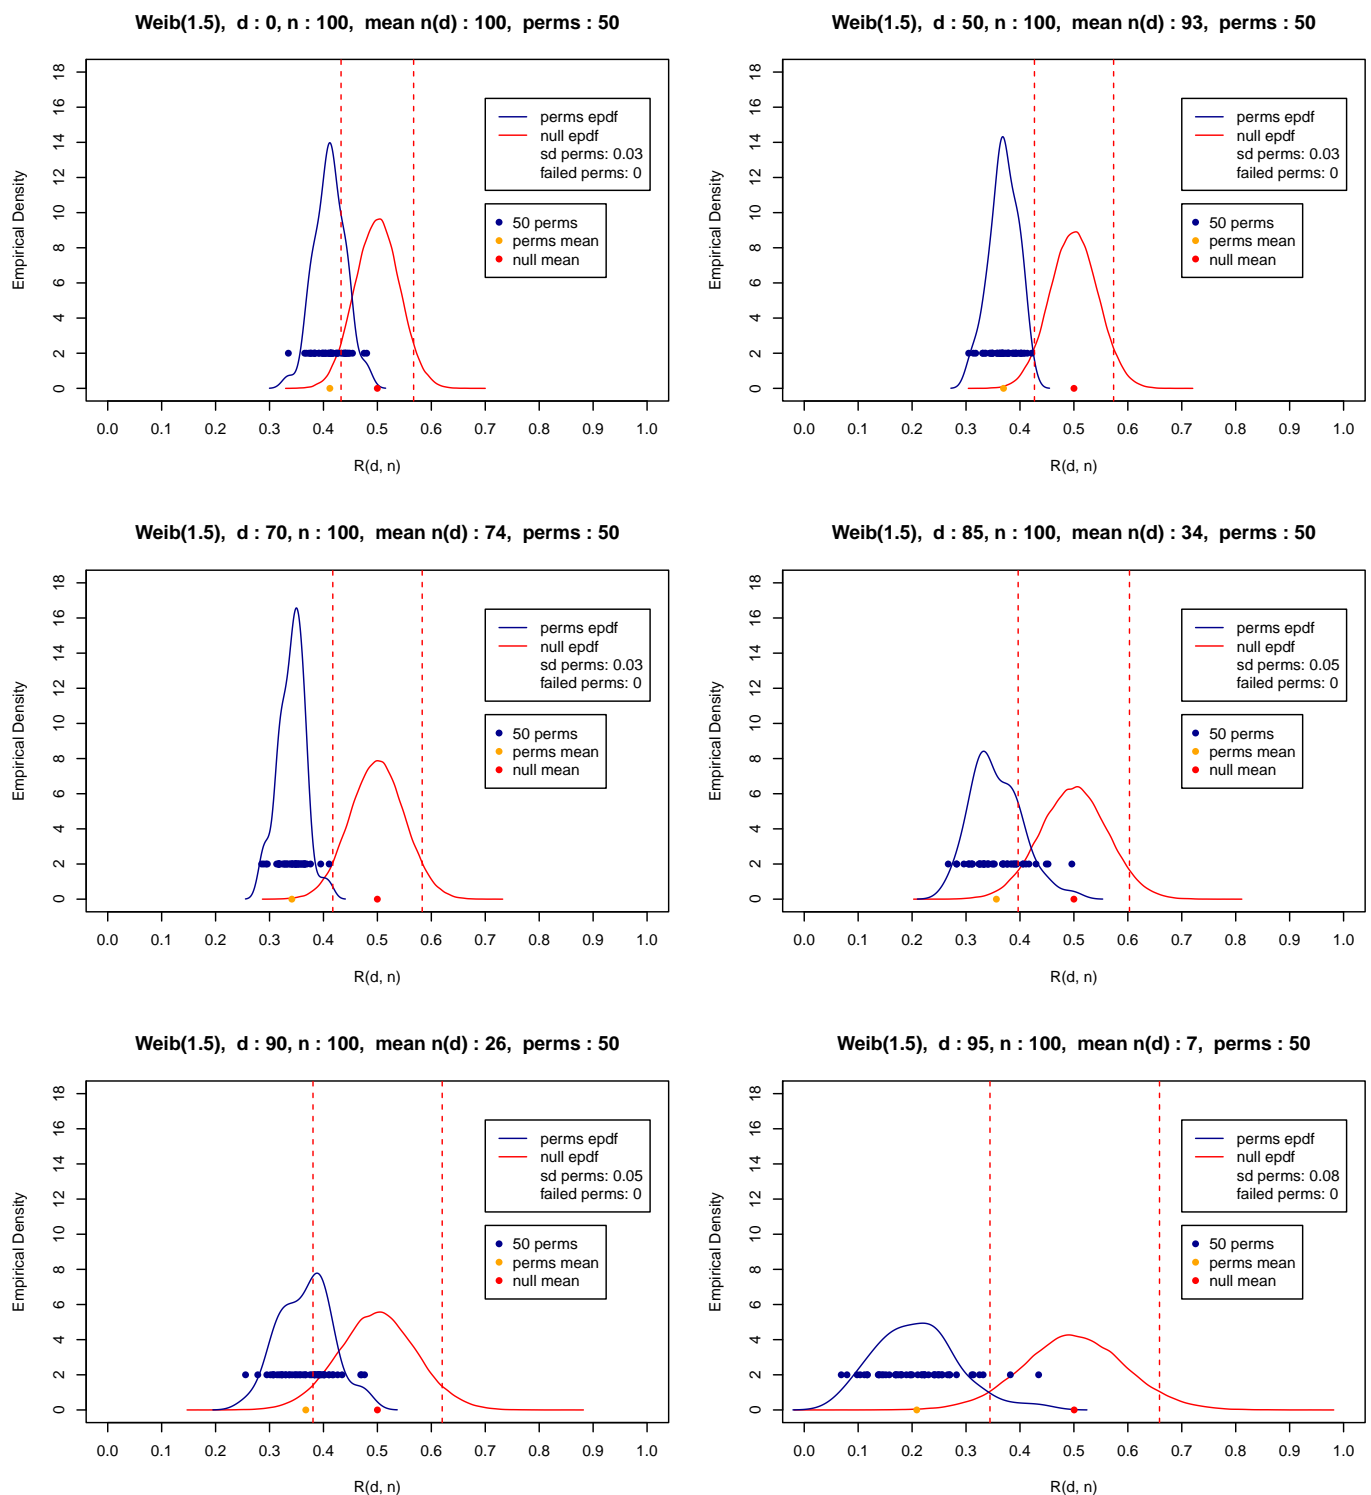 Weib(1.5), d : 0, n : 100, mean n(d) : 100, perms : 50
Empirical Density
0 2 4 6 8 10 12 14 16 18
perms epdf
null epdf
sd perms: 0.03
failed perms: 0
50 perms
perms mean
null mean
0.0 0.1 0.2 0.3 0.4 0.5 0.6 0.7 0.8 0.9 1.0
R(d, n)
Weib(1.5), d : 50, n : 100, mean n(d) : 93, perms : 50
Empirical Density
0 2 4 6 8 10 12 14 16 18
perms epdf
null epdf
sd perms: 0.03
failed perms: 0
50 perms
perms mean
null mean
0.0 0.1 0.2 0.3 0.4 0.5 0.6 0.7 0.8 0.9 1.0
R(d, n)
Weib(1.5), d : 70, n : 100, mean n(d) : 74, perms : 50
Empirical Density
0 2 4 6 8 10 12 14 16 18
perms epdf
null epdf
sd perms: 0.03
failed perms: 0
50 perms
perms mean
null mean
0.0 0.1 0.2 0.3 0.4 0.5 0.6 0.7 0.8 0.9 1.0
R(d, n)
Weib(1.5), d : 85, n : 100, mean n(d) : 34, perms : 50
Empirical Density
0 2 4 6 8 10 12 14 16 18
perms epdf
null epdf
sd perms: 0.05
failed perms: 0
50 perms
perms mean
null mean
0.0 0.1 0.2 0.3 0.4 0.5 0.6 0.7 0.8 0.9 1.0
R(d, n)
Weib(1.5), d : 90, n : 100, mean n(d) : 26, perms : 50
Empirical Density
0 2 4 6 8 10 12 14 16 18
perms epdf
null epdf
sd perms: 0.05
failed perms: 0
50 perms
perms mean
null mean
0.0 0.1 0.2 0.3 0.4 0.5 0.6 0.7 0.8 0.9 1.0
R(d, n)
Weib(1.5), d : 95, n : 100, mean n(d) : 7, perms : 50
Empirical Density
0 2 4 6 8 10 12 14 16 18
perms epdf
null epdf
sd perms: 0.08
failed perms: 0
50 perms
perms mean
null mean
0.0 0.1 0.2 0.3 0.4 0.5 0.6 0.7 0.8 0.9 1.0
R(d, n)